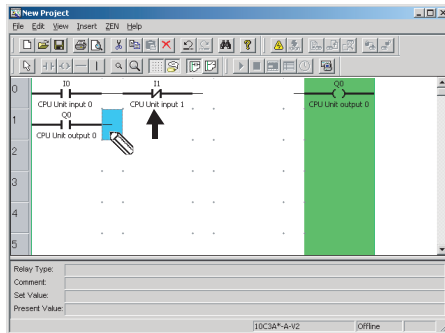 New Project
File Edit View Insert ZEN Help
0 I0 I1 Q0
CPU Unit input 0 CPU Unit input 1 CPU Unit output 0
1 Q0
CPU Unit output 0
2
3
4
5
Relay Type:
Comment:
Set Value:
Present Value:
10C3A*-A-V2 Offline